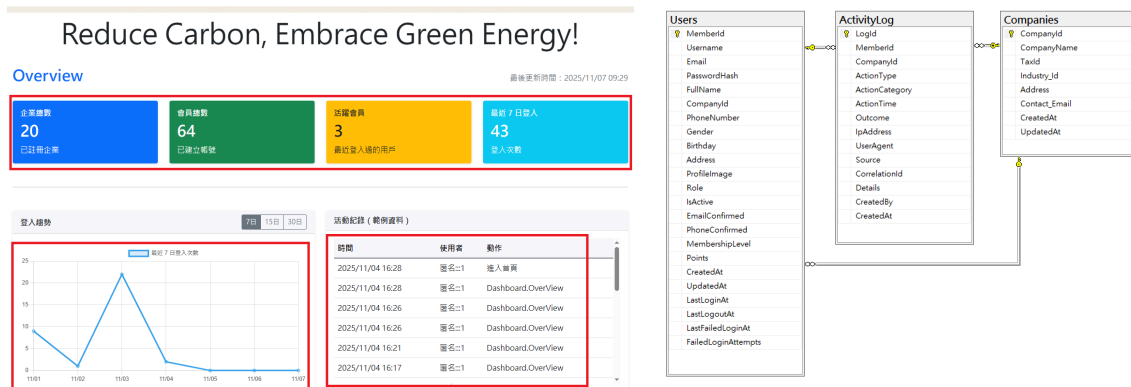 Reduce Carbon, Embrace Green Energy!
Overview
最後更新時間：2025/11/07 09:29
企業總數
20
已註冊企業
會員總數
64
已建立帳號
活躍會員
3
最近登入過的用戶
最近 7 日登入
43
登入次數
登入趨勢
7日 15日 30日
最近 7 日登入次數
25
20
15
10
5
0
11/01 11/02 11/03 11/04 11/05 11/06 11/07
活動記錄（範例資料）
時間 使用者 動作
2025/11/04 16:28 匿名::1 進入首頁
2025/11/04 16:28 匿名::1 Dashboard.OverView
2025/11/04 16:26 匿名::1 Dashboard.OverView
2025/11/04 16:26 匿名::1 Dashboard.OverView
2025/11/04 16:21 匿名::1 Dashboard.OverView
2025/11/04 16:17 匿名::1 Dashboard.OverView
Users
MemberId
Username
Email
PasswordHash
FullName
CompanyId
PhoneNumber
Gender
Birthday
Address
ProfileImage
Role
IsActive
EmailConfirmed
PhoneConfirmed
MembershipLevel
Points
CreatedAt
UpdatedAt
LastLoginAt
LastLogoutAt
LastFailedLoginAt
FailedLoginAttempts
ActivityLog
LogId
MemberId
CompanyId
ActionType
ActionCategory
ActionTime
Outcome
IpAddress
UserAgent
Source
CorrelationId
Details
CreatedBy
CreatedAt
Companies
CompanyId
CompanyName
TaxId
Industry_Id
Address
Contact_Email
CreatedAt
UpdatedAt